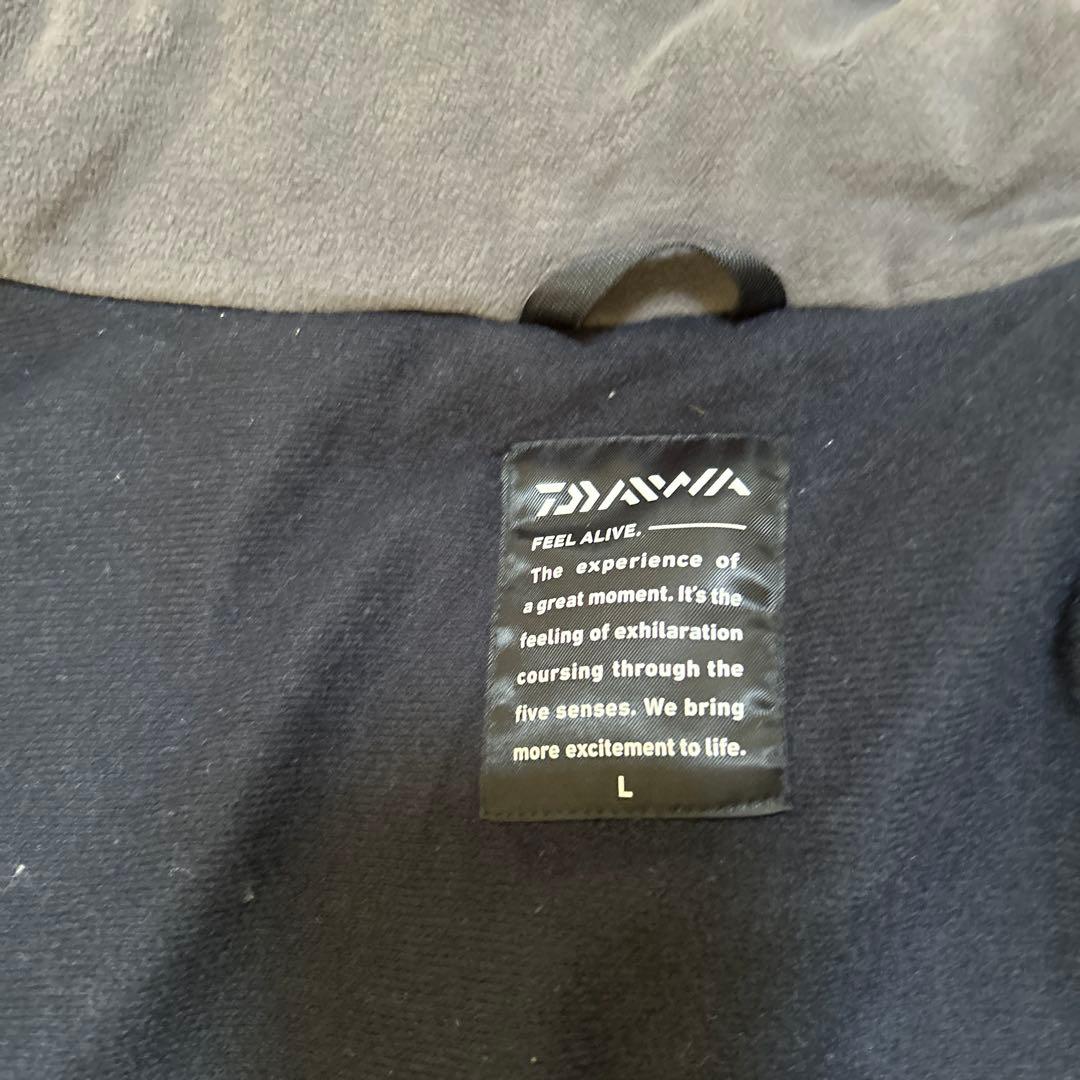 DAIWA
FEEL ALIVE.
The experience of
a great moment. It's the
feeling of exhilaration
coursing through the
five senses. We bring
more excitement to life.
L